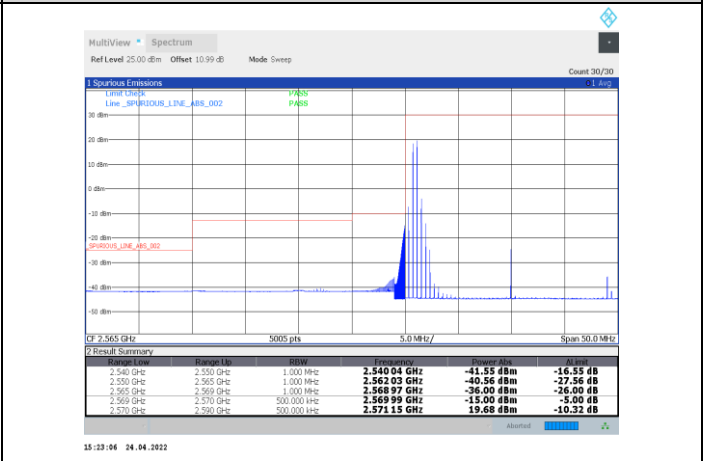 MultiView Spectrum
Ref Level 25.00 dBm Offset 10.99 dB Mode Sweep
Count 30/30
1 Spurious Emissions 1 Avg
Limit Check PASS
Line _SPURIOUS_LINE_ABS_002 PASS
30 dBm
20 dBm
10 dBm
0 dBm
-10 dBm
-20 dBm
_SPURIOUS_LINE_ABS_002
-30 dBm
-40 dBm
-50 dBm
CF 2.565 GHz 5005 pts 5.0 MHz/ Span 50.0 MHz
2 Result Summary
Range Low Range Up RBW Frequency Power Abs ΔLimit
2.540 GHz 2.550 GHz 1.000 MHz 2.540 04 GHz -41.55 dBm -16.55 dB
2.550 GHz 2.565 GHz 1.000 MHz 2.562 03 GHz -40.56 dBm -27.56 dB
2.565 GHz 2.569 GHz 1.000 MHz 2.568 97 GHz -36.00 dBm -26.00 dB
2.569 GHz 2.570 GHz 500.000 kHz 2.569 99 GHz -15.00 dBm -5.00 dB
2.570 GHz 2.590 GHz 500.000 kHz 2.571 15 GHz 19.68 dBm -10.32 dB
Aborted
15:23:06 24.04.2022